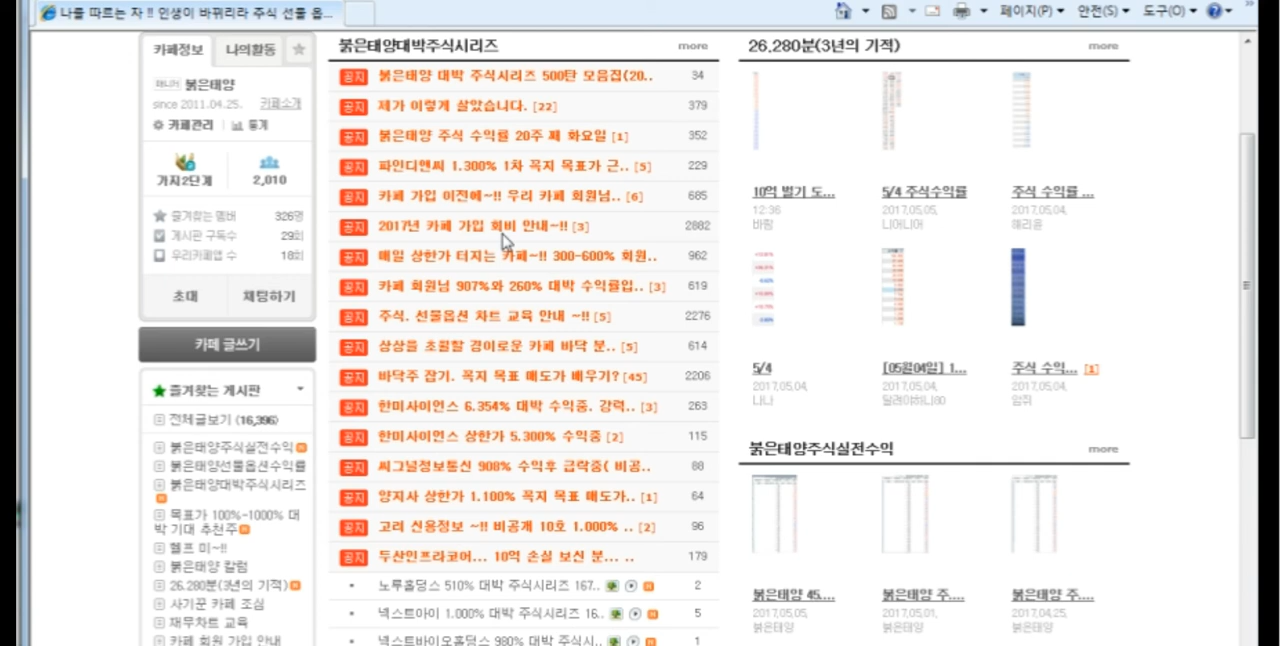 나를 따르는 자 !! 인생이 바뀌리라 주식 선물 옵...
페이지(P)
안전(S)
도구(O)
카페정보
나의활동
매니저 붉은태양
since 2011.04.25.
카페소개
카페관리
통계
가지2단계
2,010
즐겨찾는 멤버
326명
게시판 구독수
29회
우리카페앱 수
18회
초대
채팅하기
카페 글쓰기
즐겨찾는 게시판
전체글보기 (16,396)
붉은태양주식실전수익
붉은태양선물옵션수익률
붉은태양대박주식시리즈
목표가 100%-1000% 대
박 기대 추천주
헬프 미~!!
붉은태양 칼럼
26.280분(3년의 기적)
사기꾼 카페 조심
재무차트 교육
카페 회원 가입 안내
붉은태양대박주식시리즈
more
공지 붉은태양 대박 주식시리즈 500탄 모음집(20.. 34
공지 제가 이렇게 살았습니다. [22] 379
공지 붉은태양 주식 수익률 20주 째 화요일 [1] 352
공지 파인디앤씨 1.300% 1차 꼭지 목표가 근.. [5] 229
공지 카페 가입 이전에~!! 우리 카페 회원님.. [6] 685
공지 2017년 카페 가입 회비 안내~!! [3] 2882
공지 매일 상한가 터지는 카페~!! 300-600% 회원.. 962
공지 카페 회원님 907%와 260% 대박 수익률입.. [3] 619
공지 주식. 선물옵션 차트 교육 안내 ~!! [5] 2276
공지 상상을 초월할 경이로운 카페 바닥 분.. [5] 614
공지 바닥주 잡기. 꼭지 목표 매도가 배우기? [45] 2206
공지 한미사이언스 6.354% 대박 수익중. 강력.. [3] 263
공지 한미사이언스 상한가 5.300% 수익중 [2] 115
공지 씨그널정보통신 900% 수익후 급락중( 비공.. 88
공지 양지사 상한가 1.100% 꼭지 목표 매도가.. [1] 64
공지 고려 신용정보 ~!! 비공개 10호 1.000% .. [2] 96
공지 두산인프라코어... 10억 손실 보신 분... .. 179
노루홀딩스 510% 대박 주식시리즈 167.. 2
넥스트아이 1.000% 대박 주식시리즈 16.. 5
넥스트바이오홀딩스 980% 대박 주식시.. 1
26.280분(3년의 기적)
more
10억 벌기 도...
12:36
바람
5/4 주식수익률
2017.05.05.
니어니어
주식 수익률 ...
2017.05.04.
해리울
5/4
2017.05.04.
나나
[05월04일] 1...
2017.05.04.
주식 수익... [1]
2017.05.04.
붉은태양주식실전수익
more
붉은태양 45....
2017.05.05.
붉은태양
붉은태양 주....
2017.05.01.
붉은태양
붉은태양 주....
2017.04.25.
붉은태양